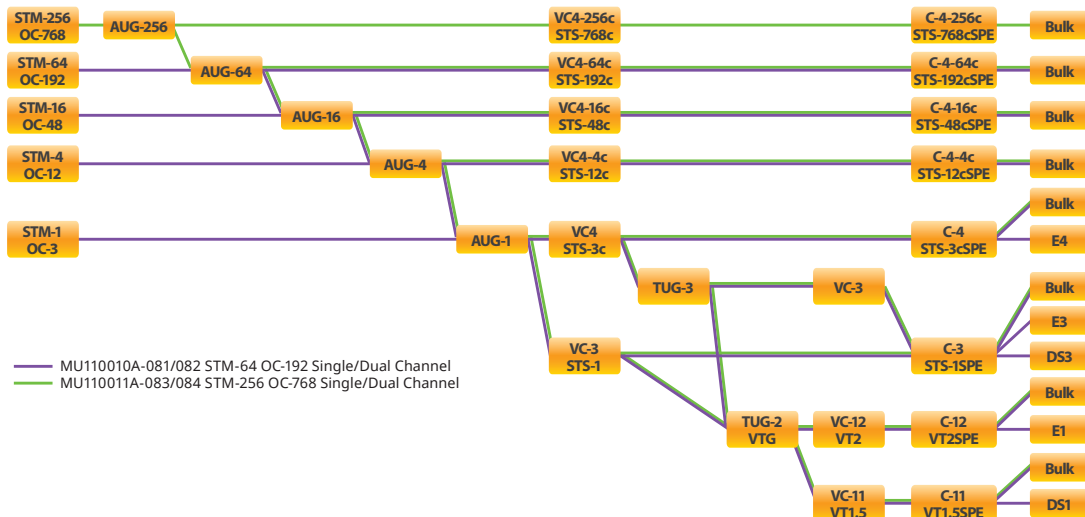 STM-256
OC-768
AUG-256
VC4-256c
STS-768c
C-4-256c
STS-768cSPE
Bulk
STM-64
OC-192
AUG-64
VC4-64c
STS-192c
C-4-64c
STS-192cSPE
Bulk
STM-16
OC-48
AUG-16
VC4-16c
STS-48c
C-4-16c
STS-48cSPE
Bulk
STM-4
OC-12
AUG-4
VC4-4c
STS-12c
C-4-4c
STS-12cSPE
Bulk
Bulk
STM-1
OC-3
AUG-1
VC4
STS-3c
C-4
STS-3cSPE
E4
TUG-3
VC-3
Bulk
E3
VC-3
STS-1
C-3
STS-1SPE
DS3
MU110010A-081/082 STM-64 OC-192 Single/Dual Channel
MU110011A-083/084 STM-256 OC-768 Single/Dual Channel
Bulk
TUG-2
VTG
VC-12
VT2
C-12
VT2SPE
E1
Bulk
VC-11
VT1.5
C-11
VT1.5SPE
DS1